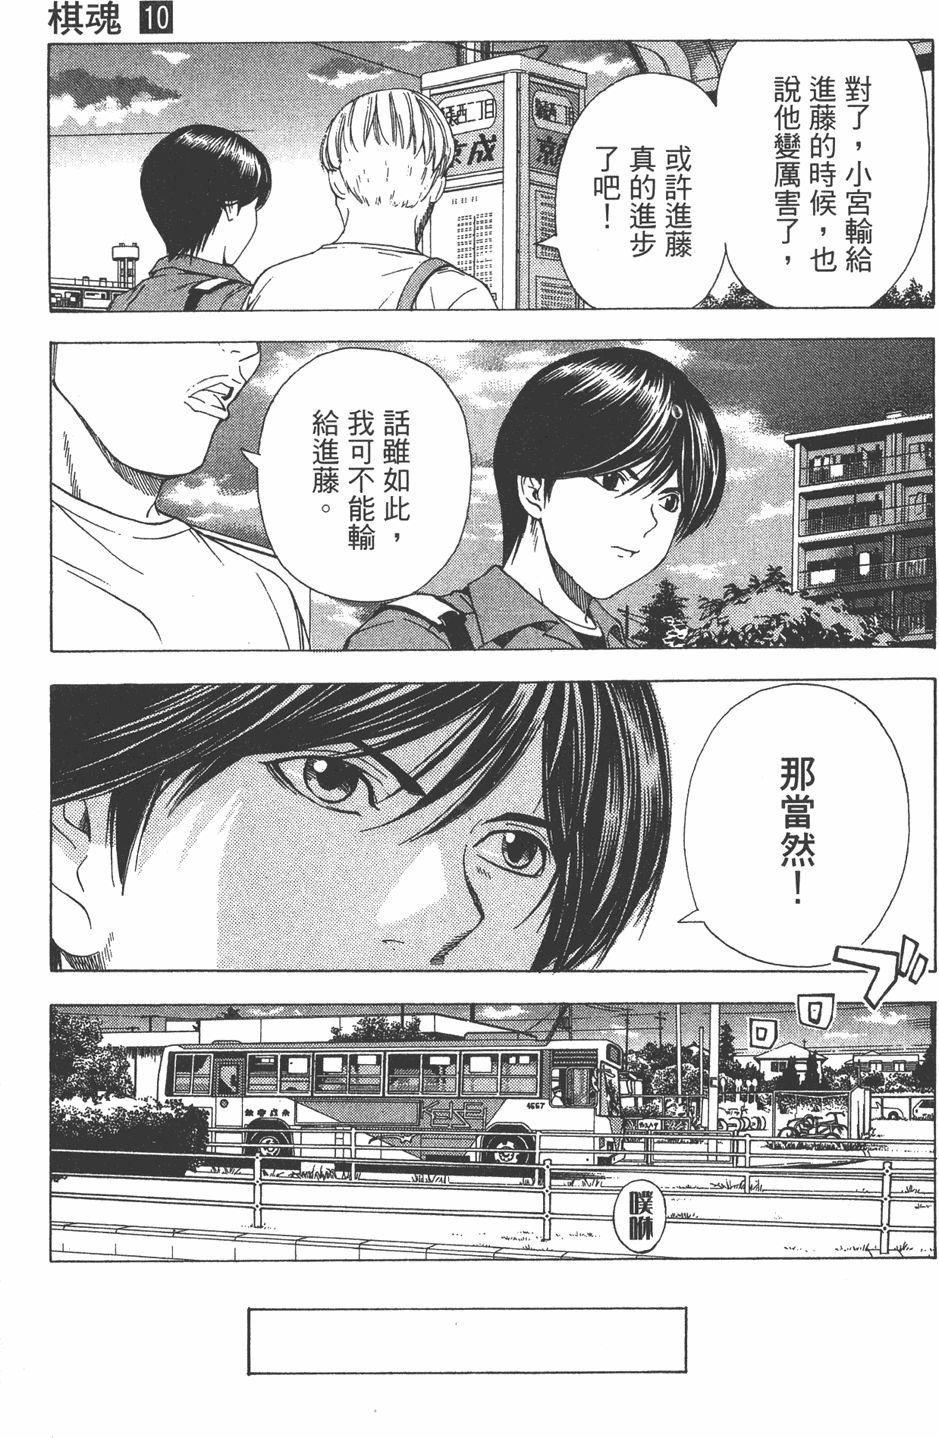 棋魂 10
對了，小宮輸給
進藤的時候，也
說他變厲害了，
或許進藤
真的進步
了吧！
話雖如此，
我可不能輸
給進藤。
那當然！
ブロロ
4557
4557
噗咻